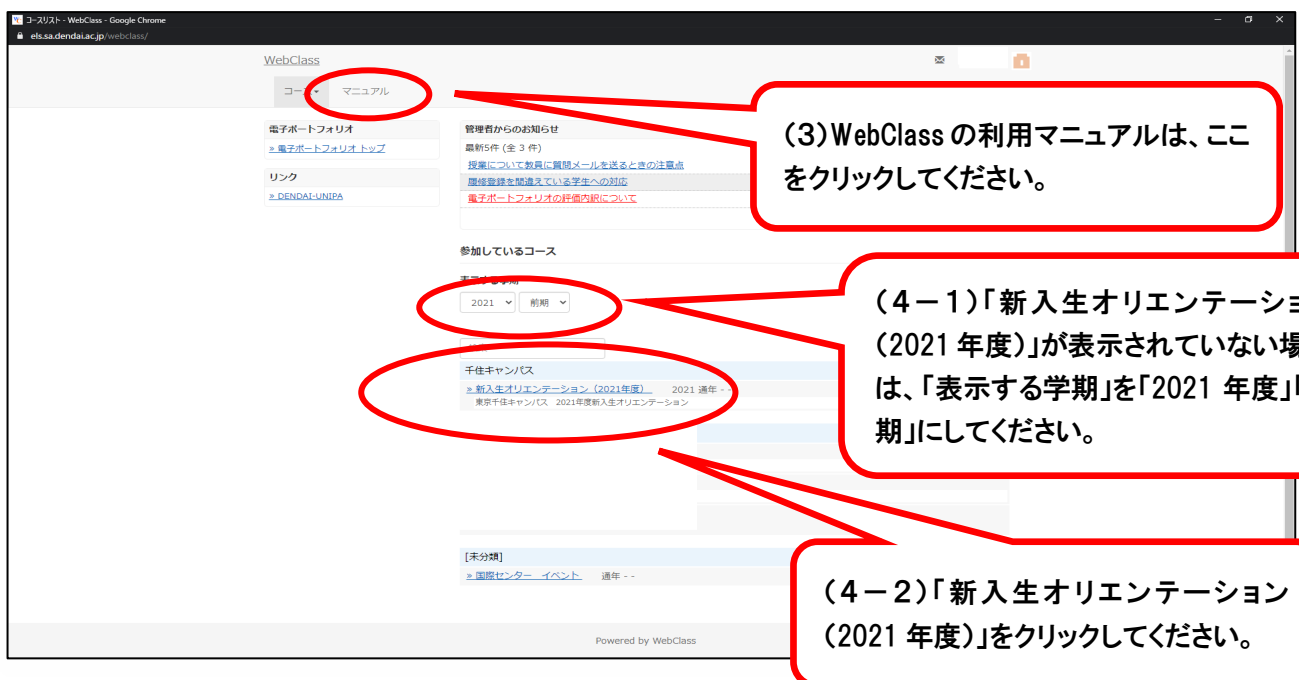 コースリスト - WebClass - Google Chrome
els.sa.dendai.ac.jp/webclass/
WebClass
コース マニュアル
電子ポートフォリオ
» 電子ポートフォリオ トップ
リンク
» DENDAI-UNIPA
管理者からのお知らせ
最新5件 (全 3 件)
授業について教員に質問メールを送るときの注意点
履修登録を間違えている学生への対応
電子ポートフォリオの評価内訳について
(3)WebClass の利用マニュアルは、ここ
をクリックしてください。
参加しているコース
表示する学期
2021 前期
(4-1)「新入生オリエンテーショ
(2021 年度)」が表示されていない場
は、「表示する学期」を「2021 年度」「
期」にしてください。
千住キャンパス
» 新入生オリエンテーション (2021年度) 2021 通年 - -
東京千住キャンパス 2021年度新入生オリエンテーション
[未分類]
» 国際センター イベント 通年 - -
(4-2)「新入生オリエンテーション
(2021 年度)」をクリックしてください。
Powered by WebClass